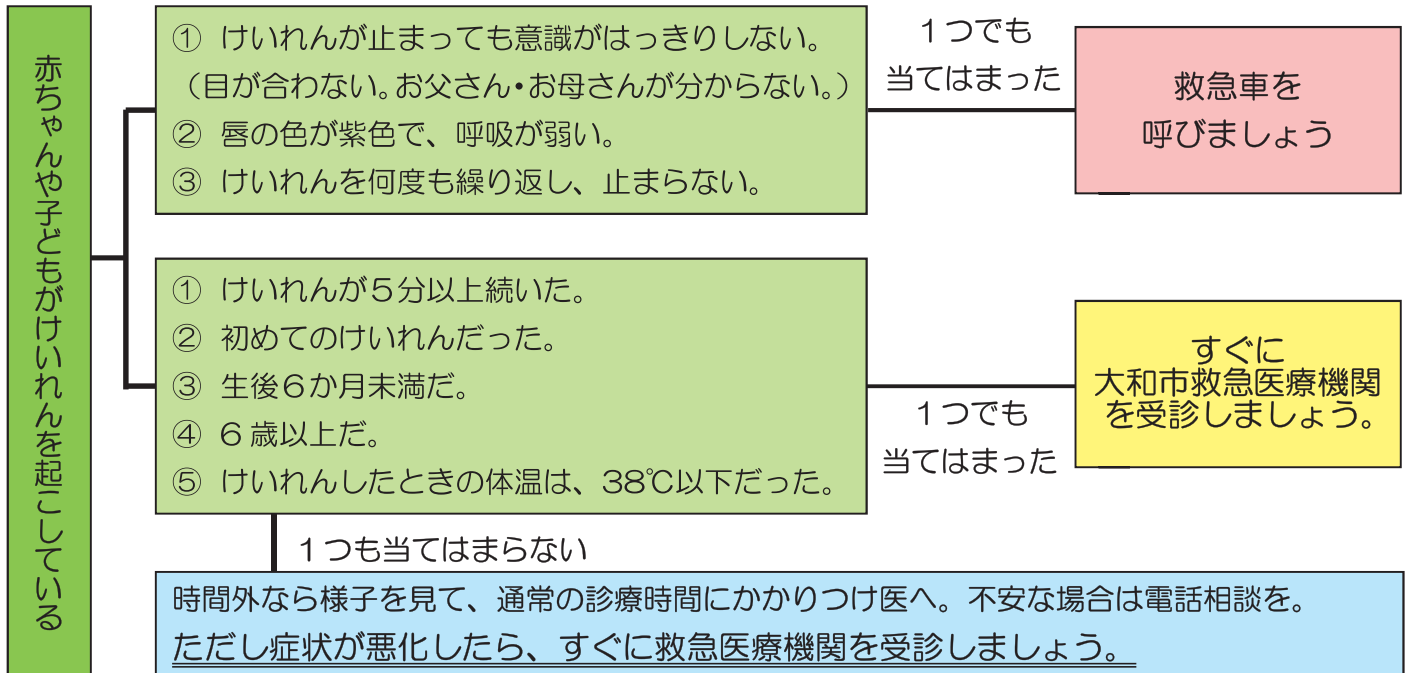 赤ちゃんや子どもがけいれんを起こしている
① けいれんが止まっても意識がはっきりしない。
（目が合わない。お父さん・お母さんが分からない。）
② 唇の色が紫色で、呼吸が弱い。
③ けいれんを何度も繰り返し、止まらない。
１つでも
当てはまった
救急車を
呼びましょう
① けいれんが５分以上続いた。
② 初めてのけいれんだった。
③ 生後６か月未満だ。
④ ６歳以上だ。
⑤ けいれんしたときの体温は、38℃以下だった。
１つでも
当てはまった
すぐに
大和市救急医療機関
を受診しましょう。
１つも当てはまらない
時間外なら様子を見て、通常の診療時間にかかりつけ医へ。不安な場合は電話相談を。
ただし症状が悪化したら、すぐに救急医療機関を受診しましょう。